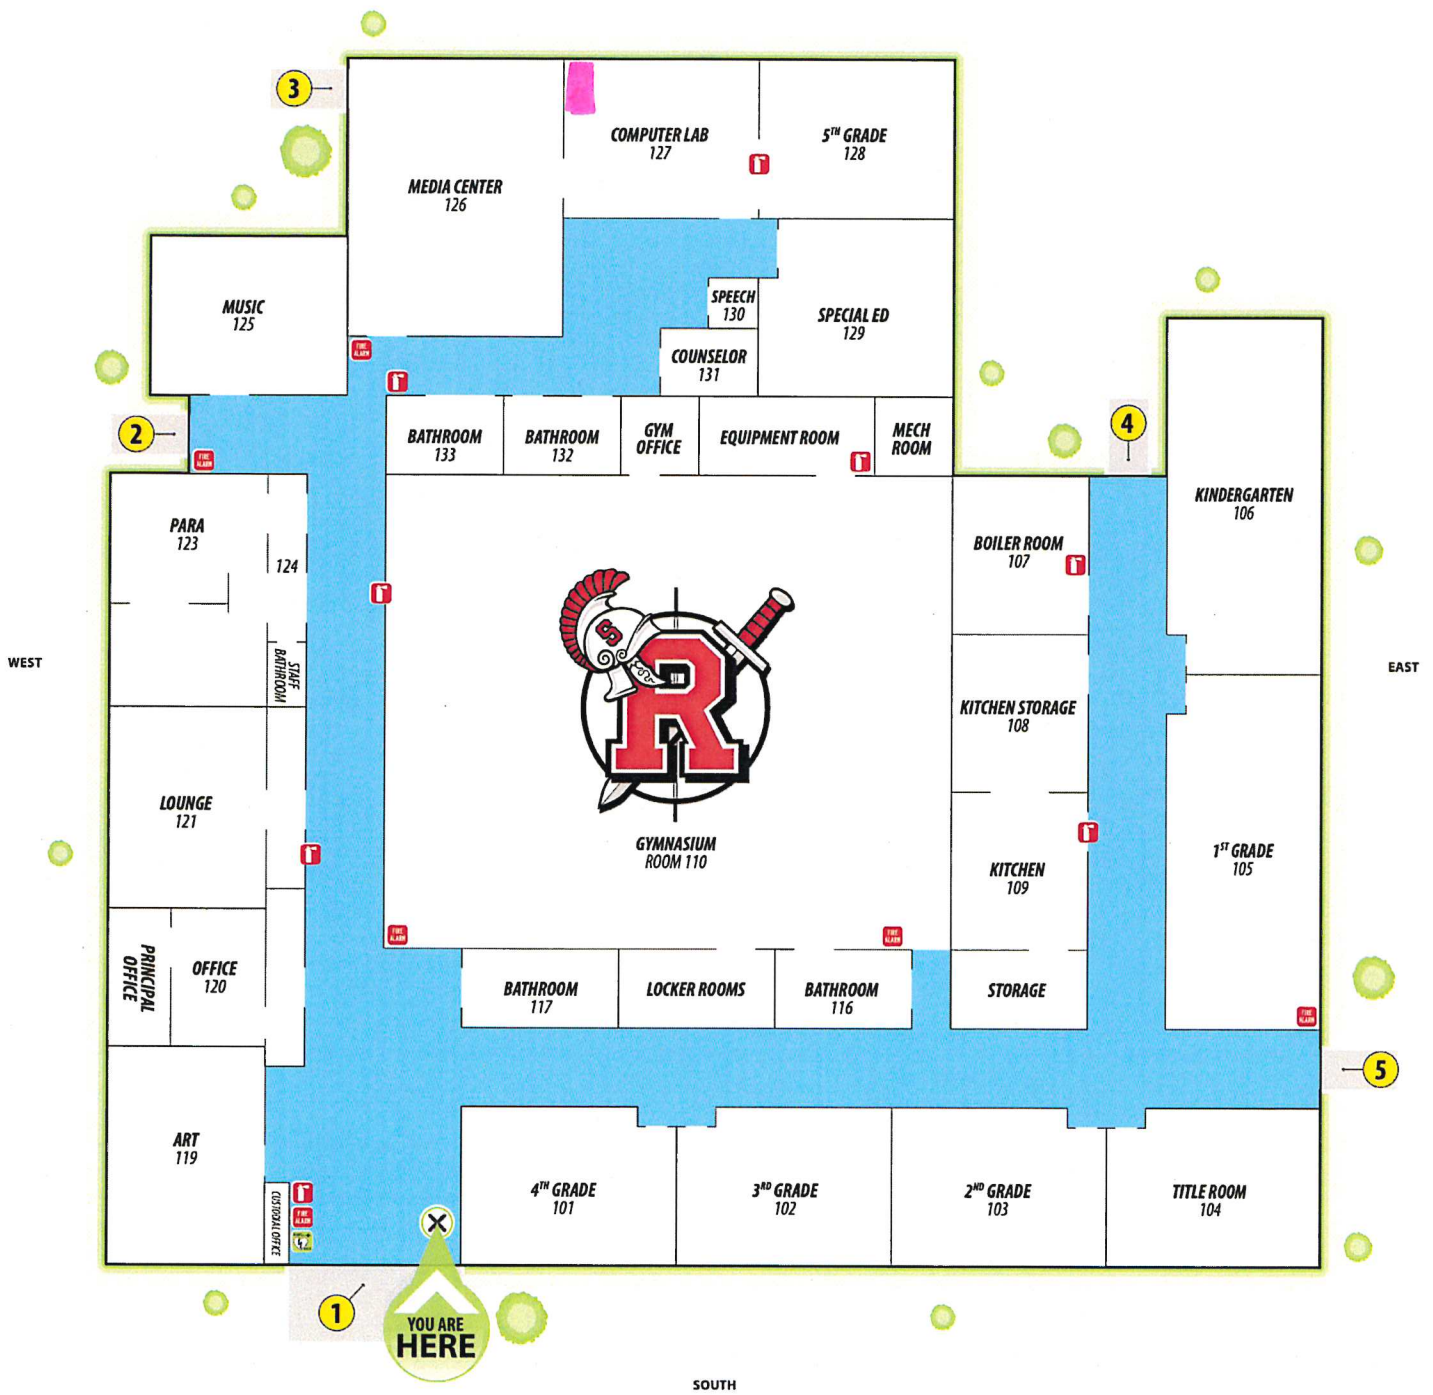 3
COMPUTER LAB
127
5TH GRADE
128
MEDIA CENTER
126
MUSIC
125
SPEECH
130
SPECIAL ED
129
FIRE
ALARM
COUNSELOR
131
2
BATHROOM
133
BATHROOM
132
GYM
OFFICE
EQUIPMENT ROOM
MECH
ROOM
4
FIRE
ALARM
KINDERGARTEN
106
PARA
123
124
BOILER ROOM
107
S
R
WEST
STAFF
BATHROOM
EAST
KITCHEN STORAGE
108
LOUNGE
121
GYMNASIUM
ROOM 110
1ST GRADE
105
KITCHEN
109
FIRE
ALARM
FIRE
ALARM
PRINCIPAL
OFFICE
OFFICE
120
BATHROOM
117
LOCKER ROOMS
BATHROOM
116
STORAGE
FIRE
ALARM
5
ART
119
4TH GRADE
101
3RD GRADE
102
2ND GRADE
103
TITLE ROOM
104
CUSTODIAL OFFICE
FIRE
ALARM
X
1
YOU ARE
HERE
SOUTH